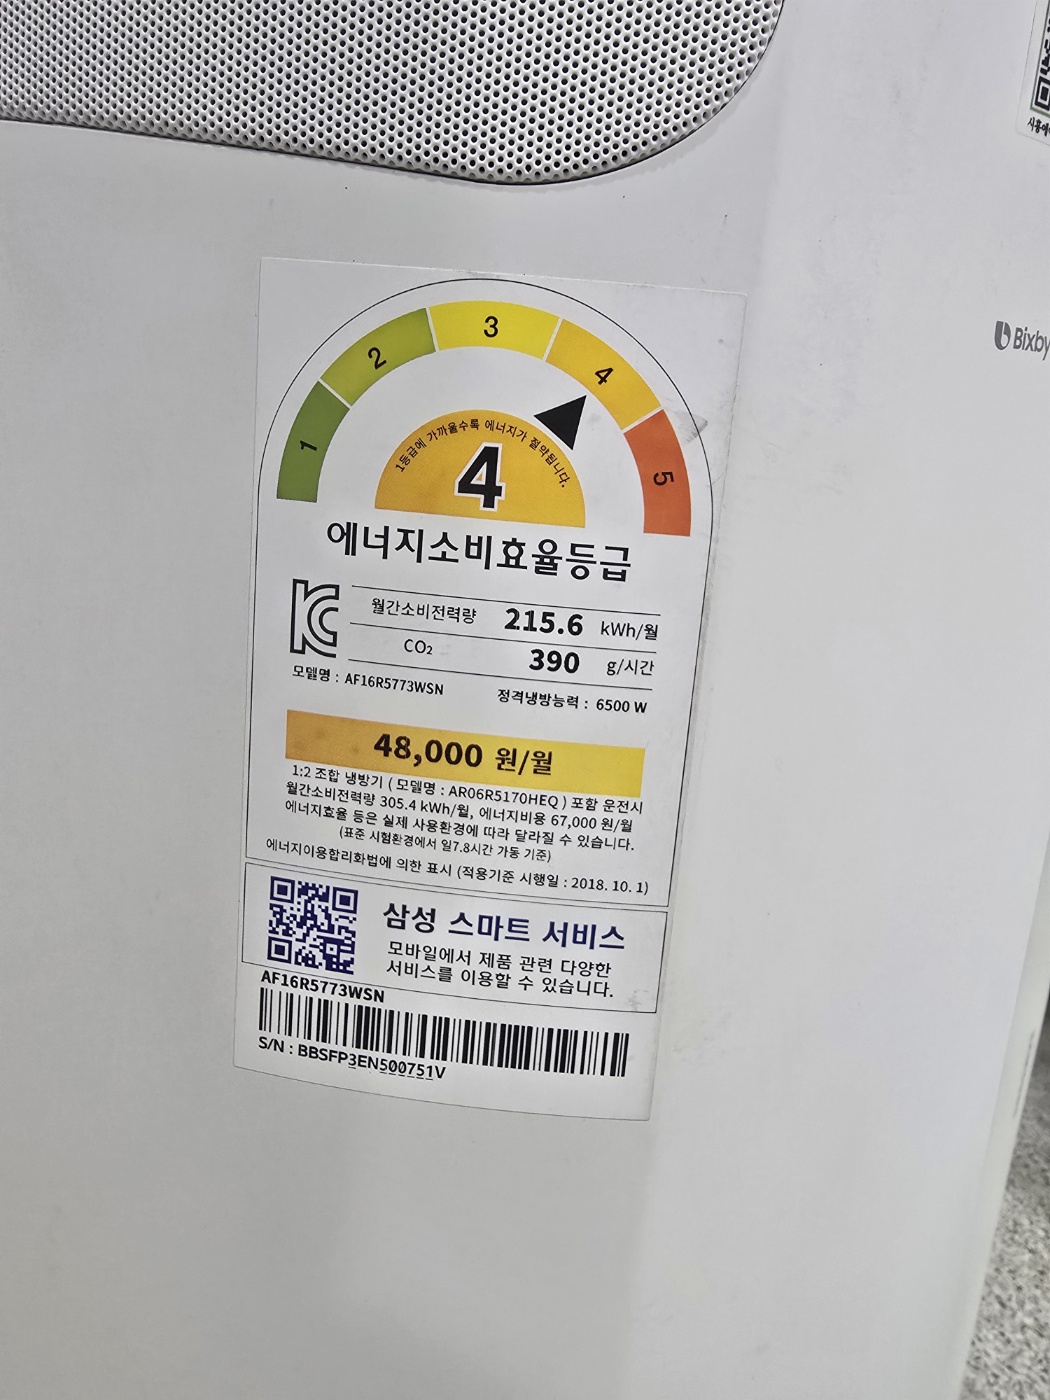 시흥에
Bixby
1
2
3
4
5
1등급에 가까울수록 에너지가 절약됩니다.
4
에너지소비효율등급
월간소비전력량 215.6 kWh/월
CO₂ 390 g/시간
모델명 : AF16R5773WSN 정격냉방능력 : 6500 W
48,000 원/월
1:2 조합 냉방기 ( 모델명 : AR06R5170HEQ ) 포함 운전시
월간소비전력량 305.4 kWh/월, 에너지비용 67,000 원/월
에너지효율 등은 실제 사용환경에 따라 달라질 수 있습니다.
(표준 시험환경에서 일7.8시간 가동 기준)
에너지이용합리화법에 의한 표시 (적용기준 시행일 : 2018. 10. 1)
삼성 스마트 서비스
모바일에서 제품 관련 다양한
서비스를 이용할 수 있습니다.
AF16R5773WSN
S/N : BBSFP3EN500751V